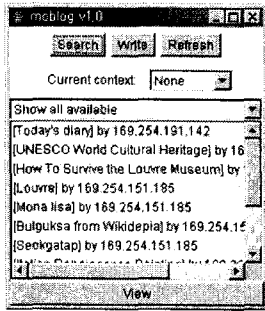 mcblog v1.0
Search Write Refresh
Current context: None
Show all available
[Today's diary] by 169.254.191.142
[UNESCO World Cultural Heritage] by 16
[How To Survive the Louvre Museum] by
[Louvre] by 169.254.151.185
[Mona lisa] by 169.254.151.185
[Bulguksa from Wikidepia] by 169.254.15
[Seokgatap] by 169.254.151.185
View